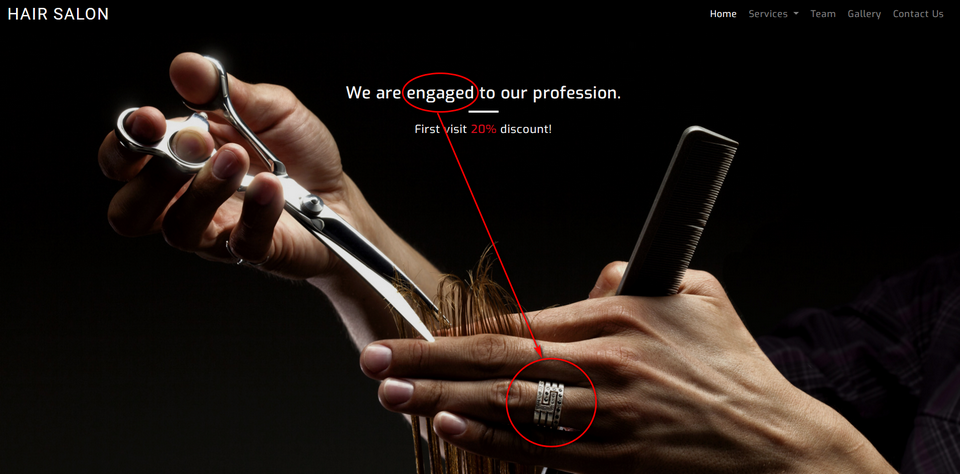 HAIR SALON
Home Services Team Gallery Contact Us
We are engaged to our profession.
First visit 20% discount!